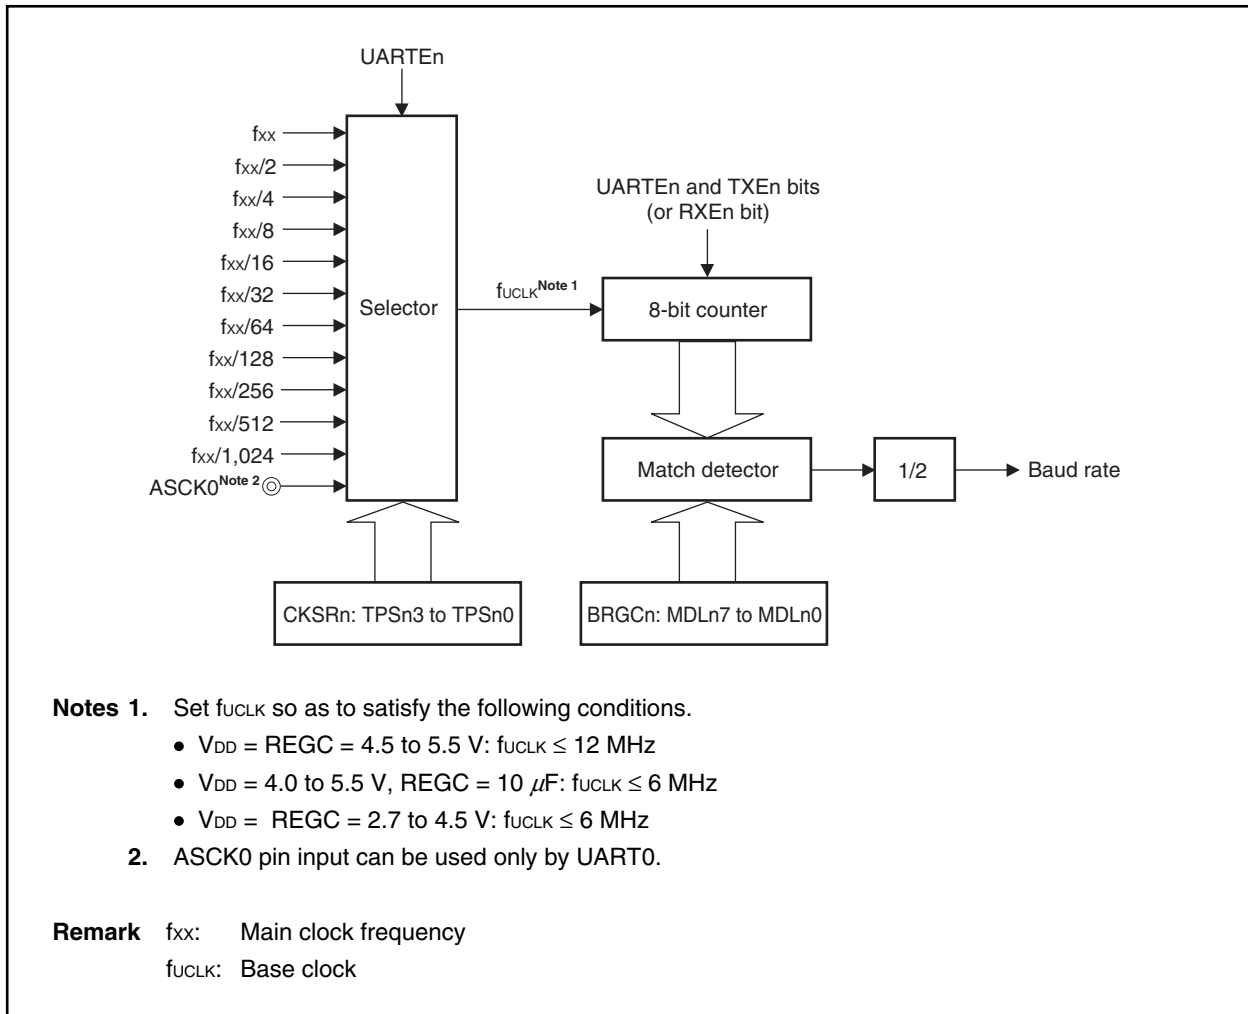 UARTEn
fXX
fXX/2
fXX/4
fXX/8
fXX/16
fXX/32
fXX/64
fXX/128
fXX/256
fXX/512
fXX/1,024
ASCK0Note 2
Selector
fUCLKNote 1
UARTEn and TXEn bits
(or RXEn bit)
8-bit counter
Match detector
1/2
Baud rate
CKSRn: TPSn3 to TPSn0
BRGCn: MDLn7 to MDLn0
Notes 1. Set fUCLK so as to satisfy the following conditions.
• VDD = REGC = 4.5 to 5.5 V: fUCLK ≤ 12 MHz
• VDD = 4.0 to 5.5 V, REGC = 10 μF: fUCLK ≤ 6 MHz
• VDD = REGC = 2.7 to 4.5 V: fUCLK ≤ 6 MHz
2. ASCK0 pin input can be used only by UART0.
Remark fXX: Main clock frequency
fUCLK: Base clock